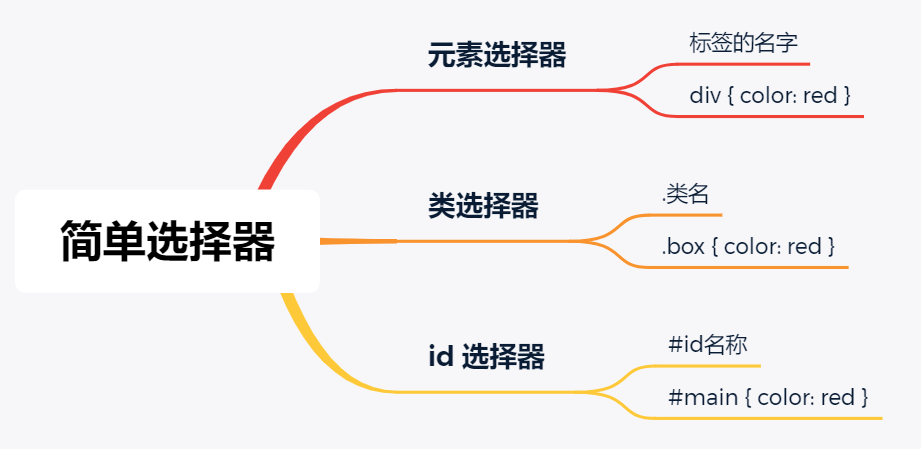 简单选择器
元素选择器
标签的名字
div { color: red }
类选择器
.类名
.box { color: red }
id 选择器
#id名称
#main { color: red }